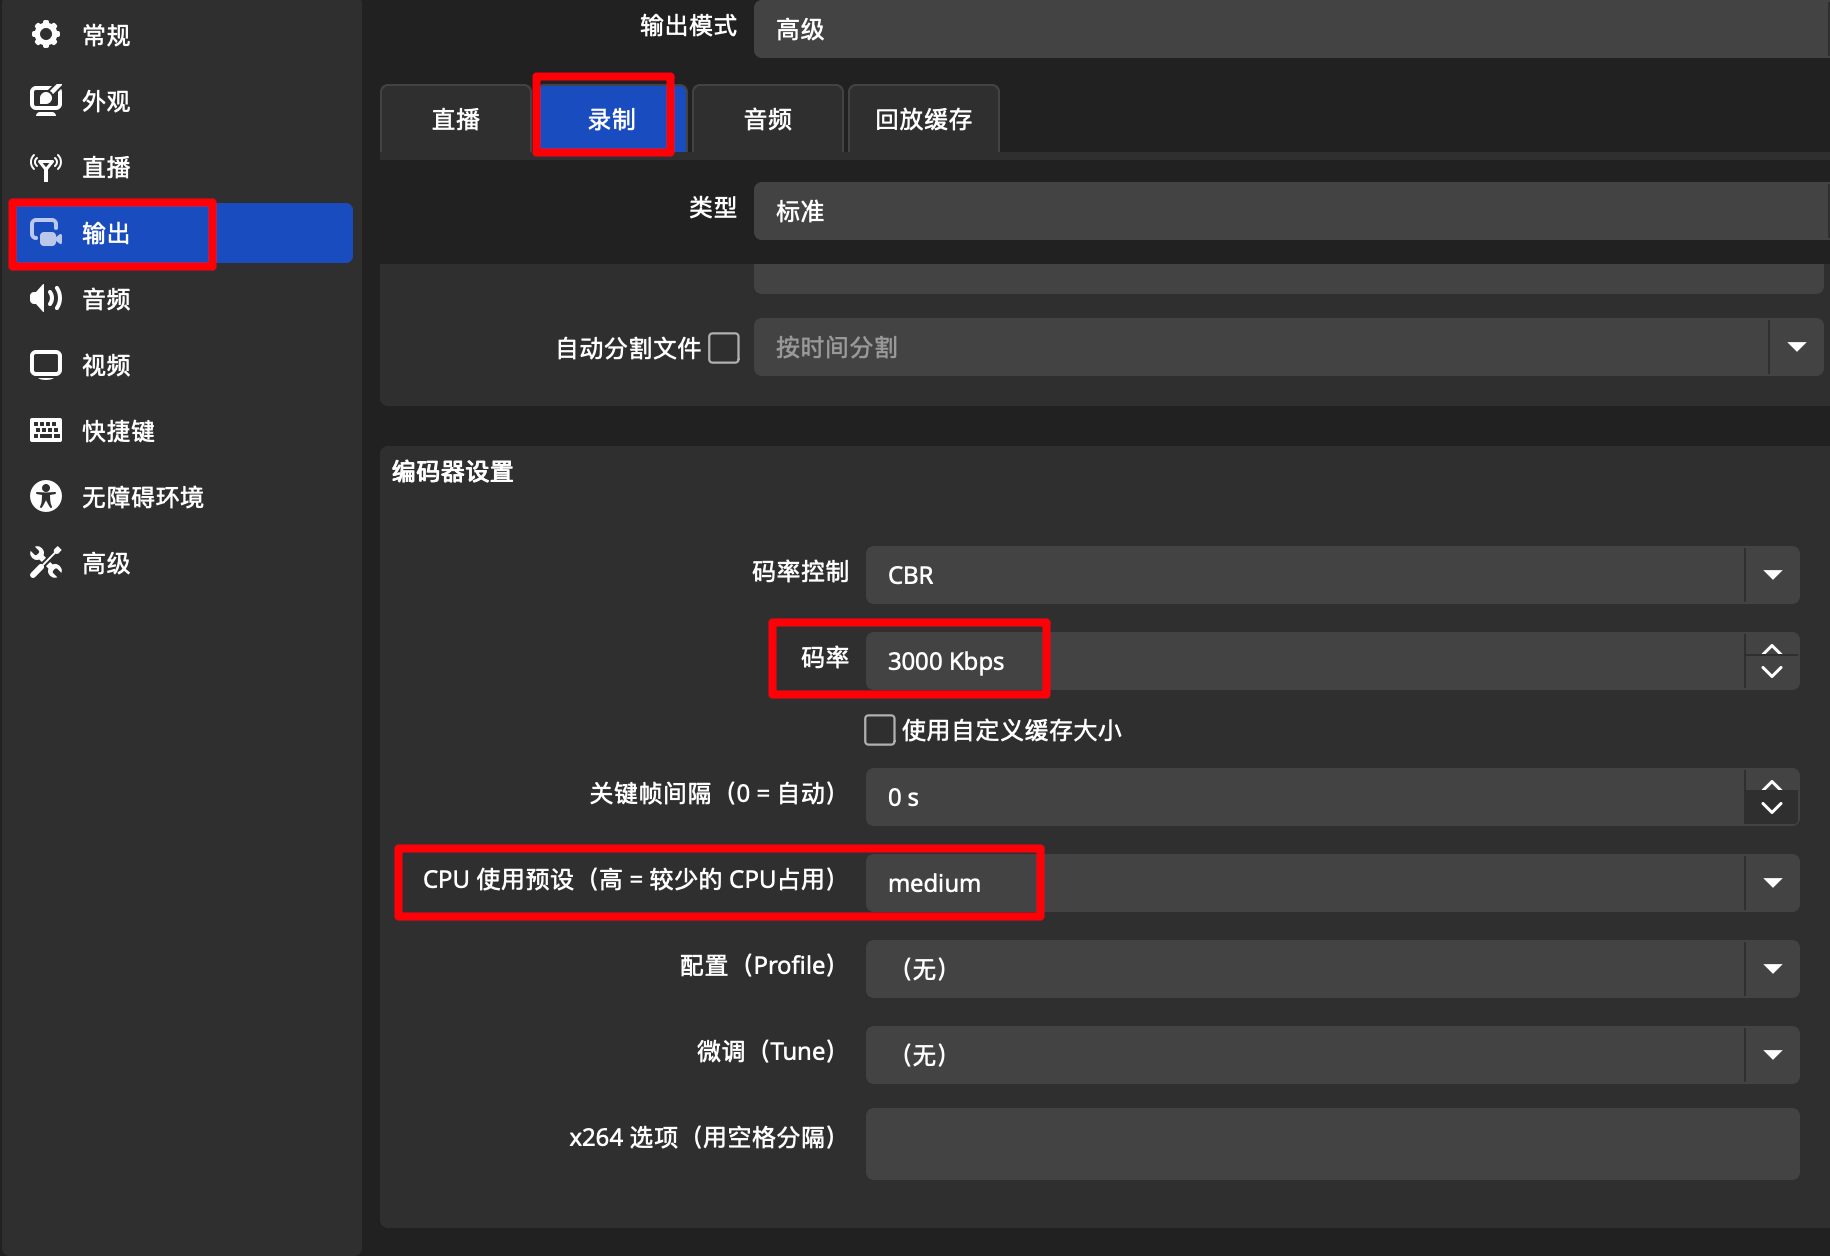 常规
外观
直播
输出
音频
视频
快捷键
无障碍环境
高级
输出模式 高级
直播 录制 音频 回放缓存
类型 标准
自动分割文件 按时间分割
编码器设置
码率控制 CBR
码率 3000 Kbps
使用自定义缓存大小
关键帧间隔（0 = 自动） 0 s
CPU 使用预设（高 = 较少的 CPU占用） medium
配置（Profile） （无）
微调（Tune） （无）
x264 选项（用空格分隔）